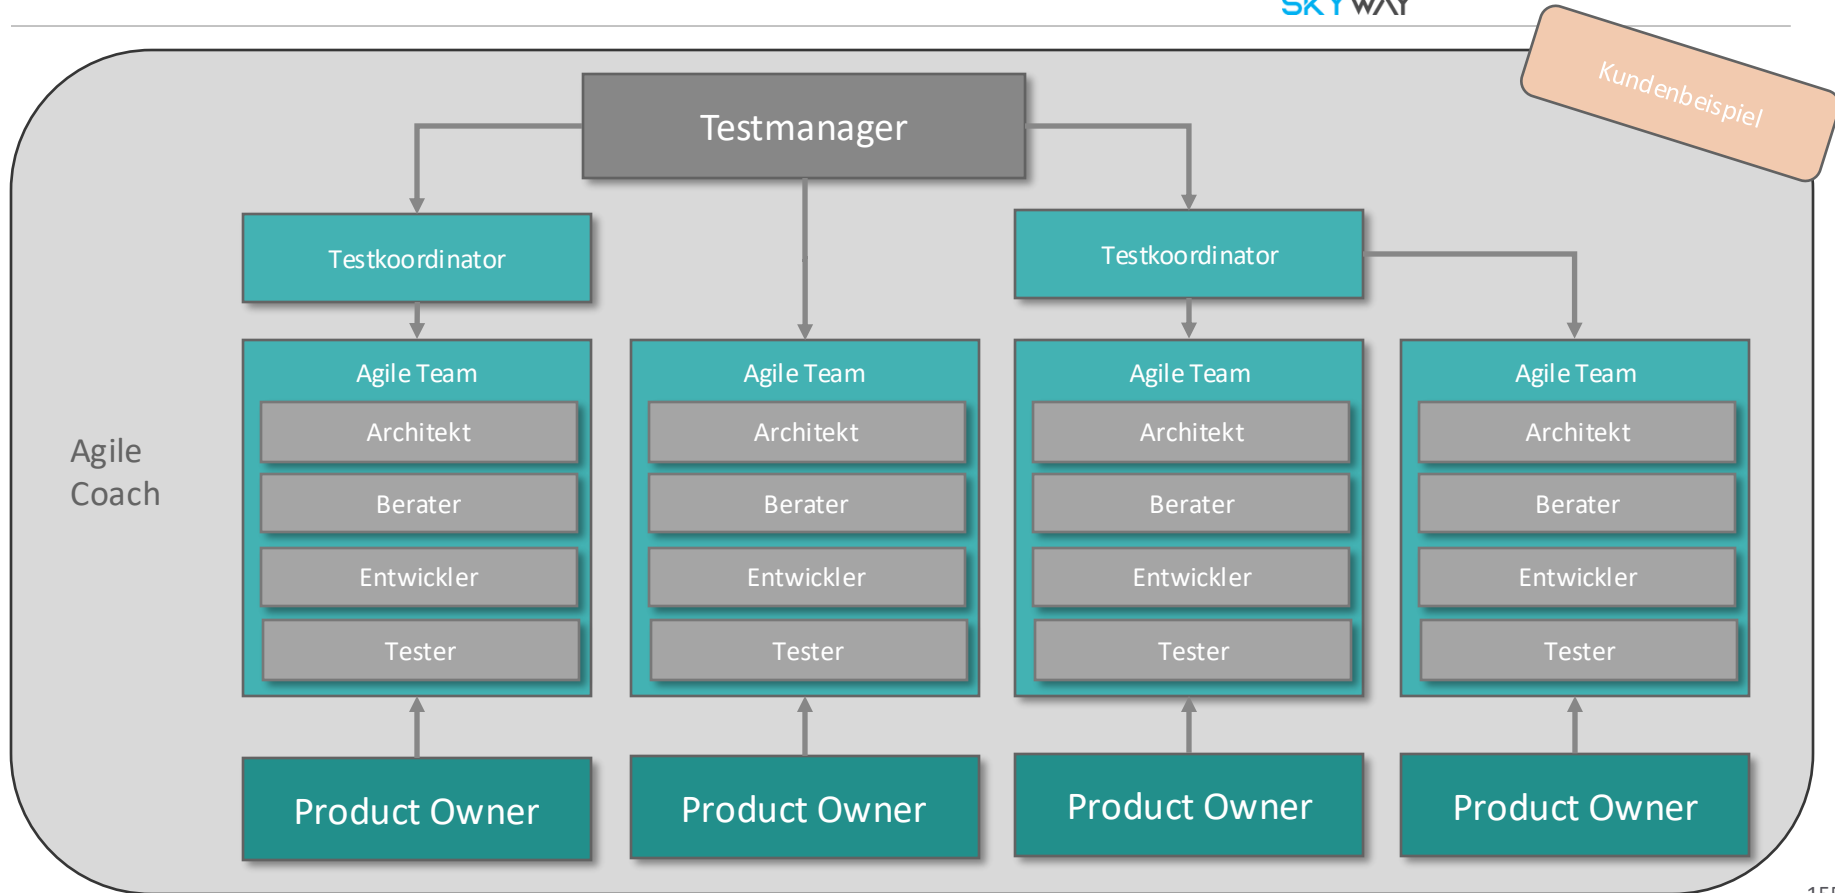 SKYWAY
Kundenbeispiel
Testmanager
Testkoordinator
Testkoordinator
Agile Team
Agile Team
Agile Team
Agile Team
Architekt
Architekt
Architekt
Architekt
Agile
Coach
Berater
Berater
Berater
Berater
Entwickler
Entwickler
Entwickler
Entwickler
Tester
Tester
Tester
Tester
Product Owner
Product Owner
Product Owner
Product Owner